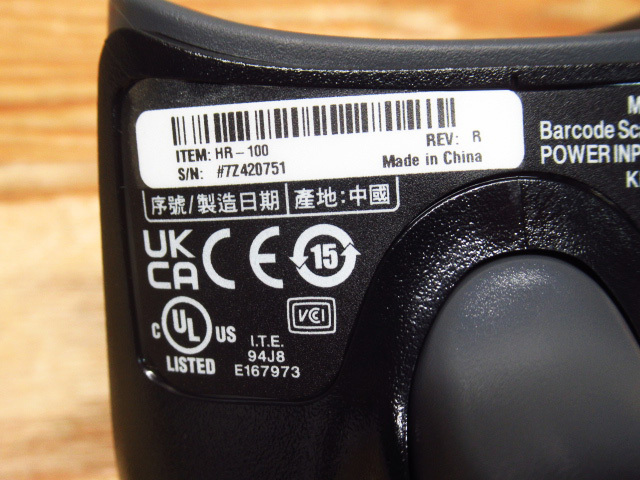 ITEM: HR-100
REV: R
S/N: #7Z420751
Made in China
M
Barcode Sc
POWER INP
K
序號/製造日期
產地:中國
UK
CA
CE
15
C UL US
LISTED
VCCI
I.T.E.
94J8
E167973